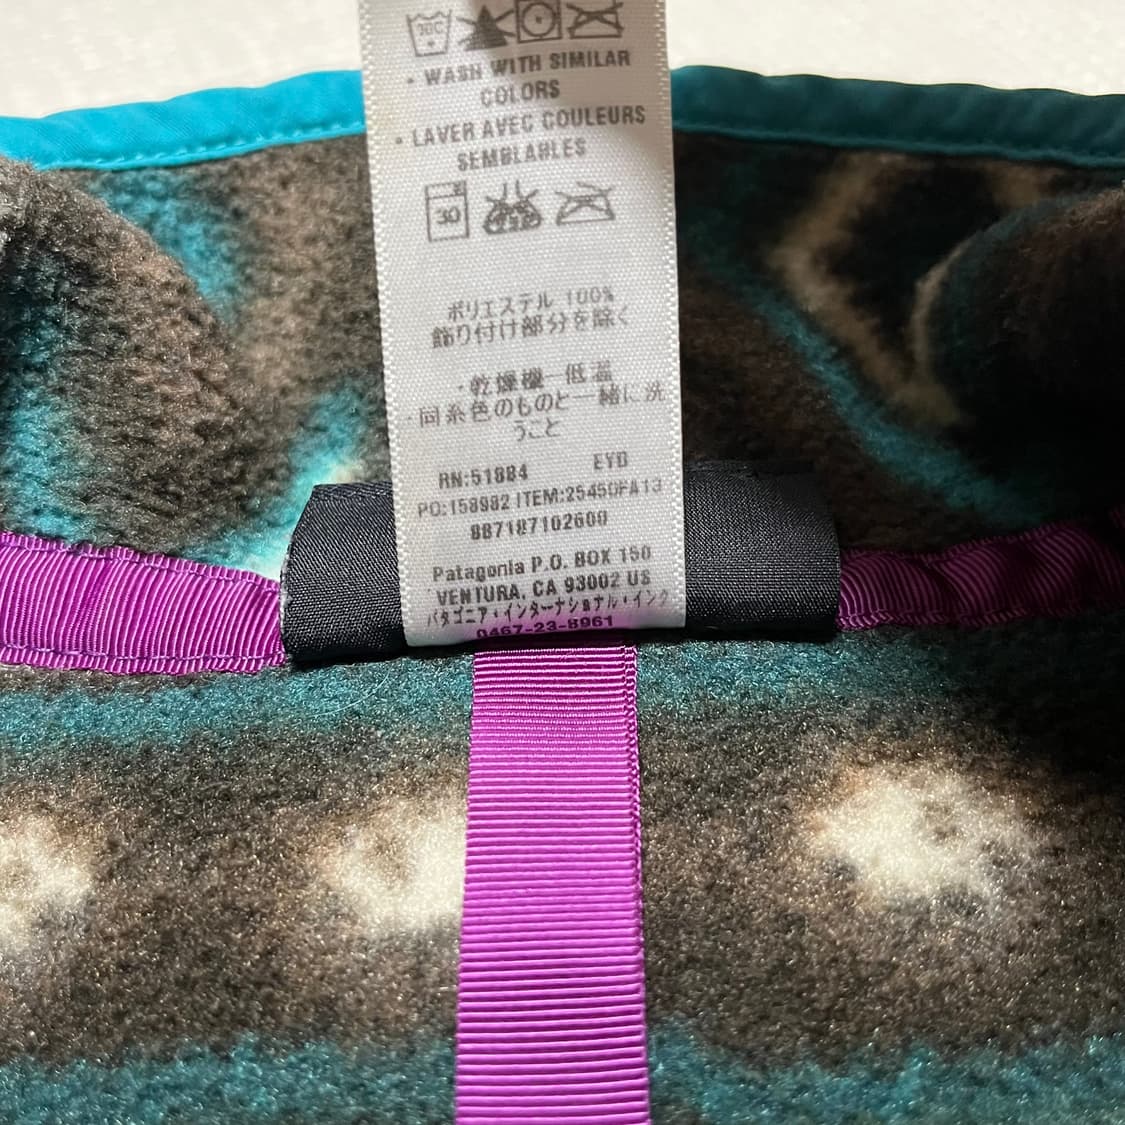 30C
• WASH WITH SIMILAR
COLORS
• LAVER AVEC COULEURS
SEMBLABLES
30
ポリエステル 100%
飾り付け部分を除く
・乾燥機一低温
・同系色のものと一緒に洗
うこと
RN:51884 EYD
PO:158982 ITEM:25450FA13
887187102600
Patagonia P.O. BOX 150
VENTURA, CA 93002 US
パタゴニア・インターナショナル・インク
0467-23-8961